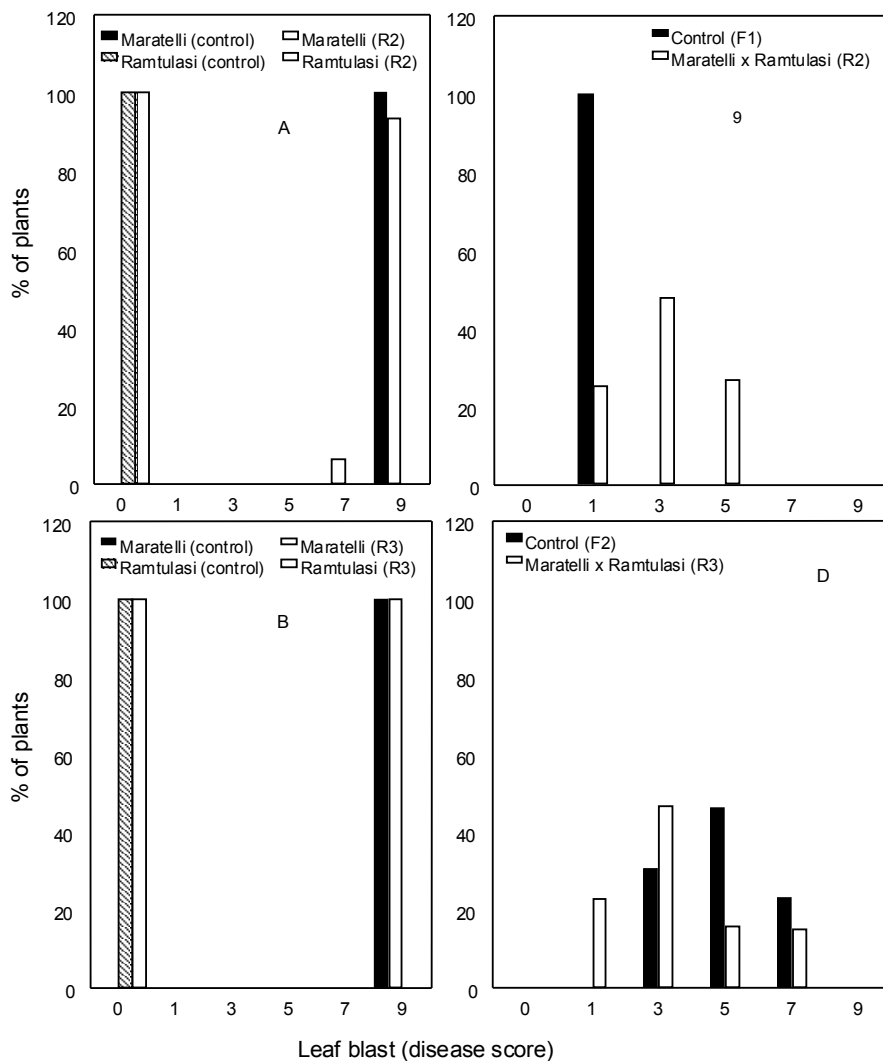 120
100
80
60
40
20
0
% of plants
Maratelli (control)
Ramtulasi (control)
Maratelli (R2)
Ramtulasi (R2)
A
0 1 3 5 7 9
120
100
80
60
40
20
0
Control (F1)
Maratelli x Ramtulasi (R2)
9
0 1 3 5 7 9
120
100
80
60
40
20
0
% of plants
Maratelli (control)
Ramtulasi (control)
Maratelli (R3)
Ramtulasi (R3)
B
0 1 3 5 7 9
120
100
80
60
40
20
0
Control (F2)
Maratelli x Ramtulasi (R3)
D
0 1 3 5 7 9
Leaf blast (disease score)